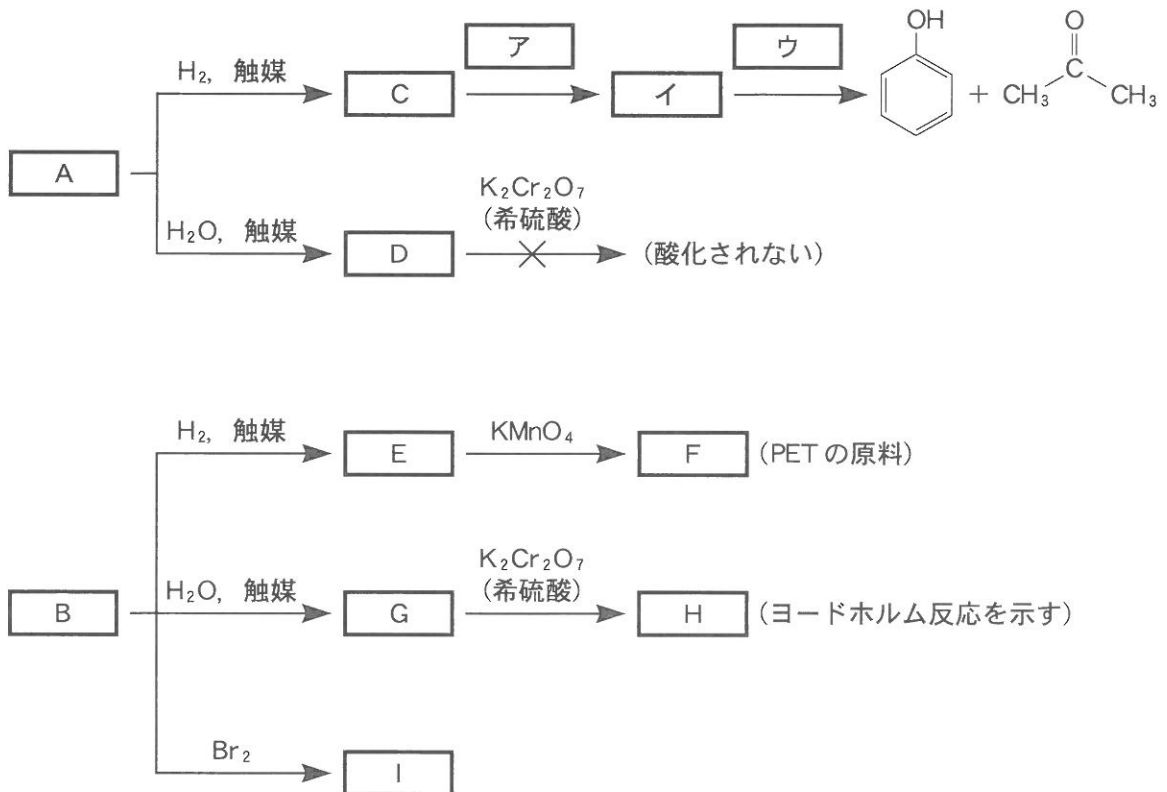 ア
ウ
H₂, 触媒
C
イ
OH
+
O
C
CH₃
CH₃
A
K₂Cr₂O₇
(希硫酸)
H₂O, 触媒
D
(酸化されない)
H₂, 触媒
E
KMnO₄
F
(PETの原料)
K₂Cr₂O₇
(希硫酸)
B
H₂O, 触媒
G
H
(ヨードホルム反応を示す)
Br₂
I